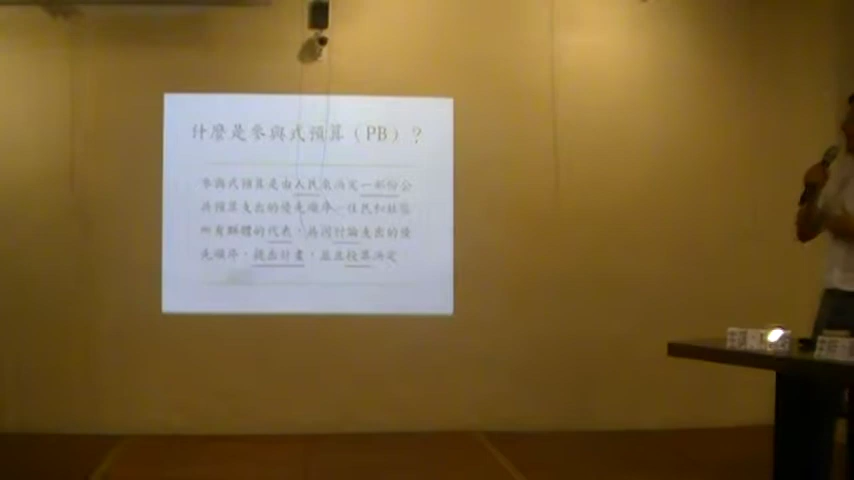 什麼是參與式預算（PB）？
參與式預算是由人民來決定一部份公
共預算支出的優先順序。住民和社區
所有群體的代表，共同討論支出的優
先順序，提出計畫，並且投票決定